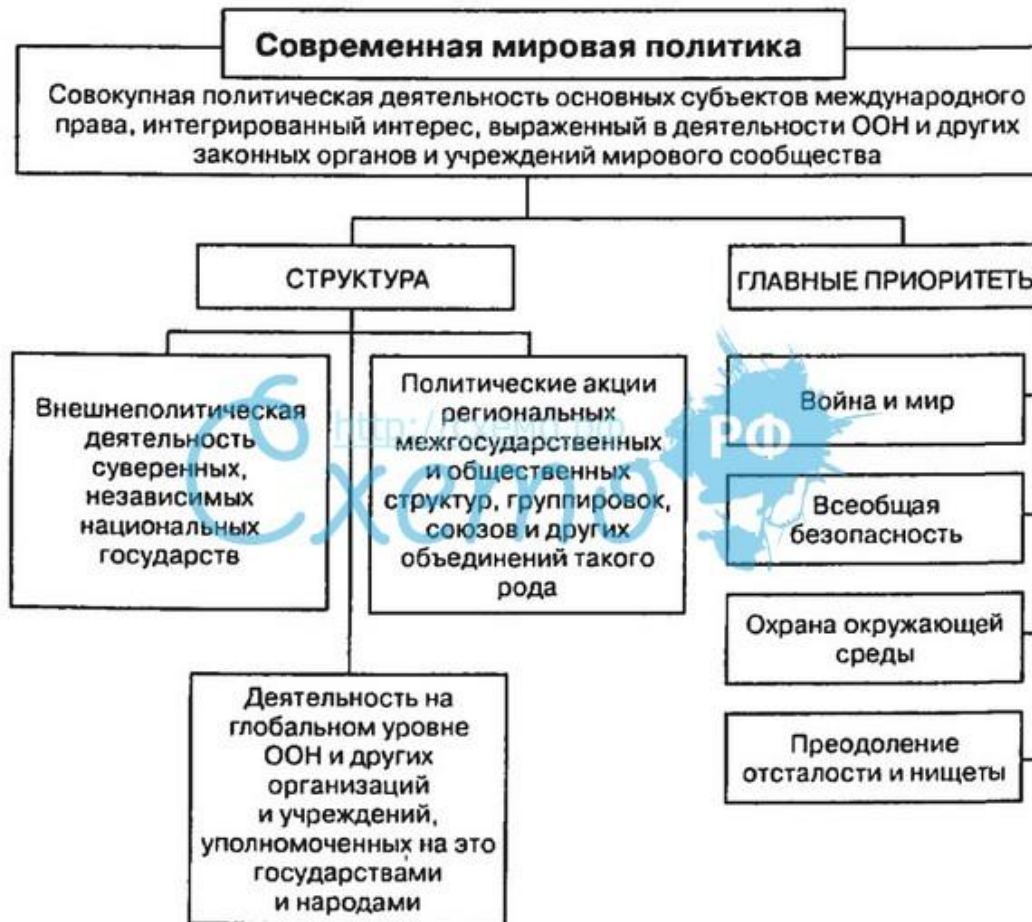 Современная мировая политика
Совокупная политическая деятельность основных субъектов международного
права, интегрированный интерес, выраженный в деятельности ООН и других
законных органов и учреждений мирового сообщества
СТРУКТУРА
ГЛАВНЫЕ ПРИОРИТЕТЫ
Внешнеполитическая
деятельность
суверенных,
независимых
национальных
государств
Политические акции
региональных
межгосударственных
и общественных
структур, группировок,
союзов и других
объединений такого
рода
Деятельность на
глобальном уровне
ООН и других
организаций
и учреждений,
уполномоченных на это
государствами
и народами
Война и мир
Всеобщая
безопасность
Охрана окружающей
среды
Преодоление
отсталости и нищеты
http://схемо.рф
Схемо
РФ